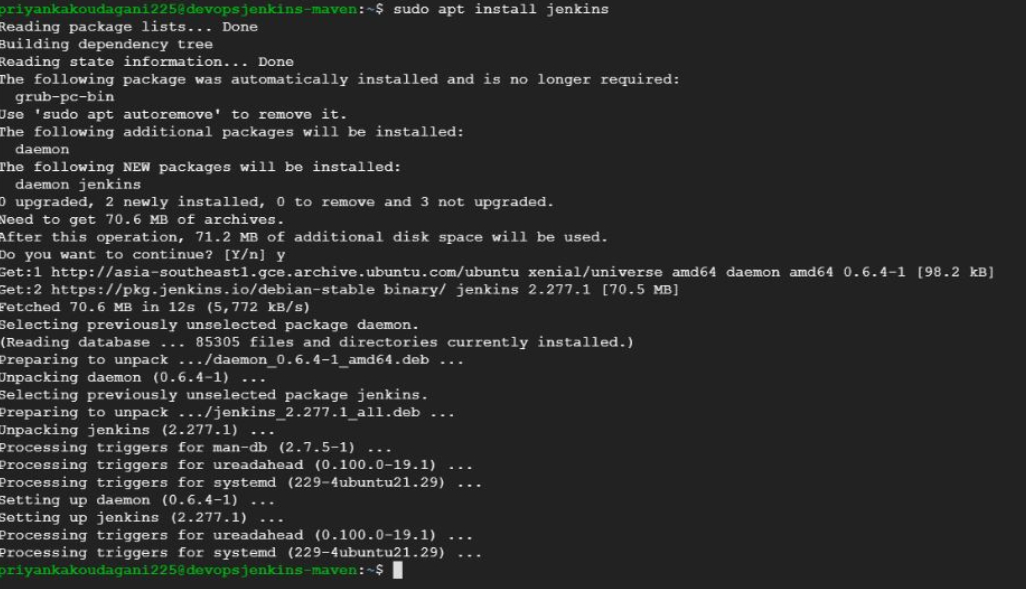 priyankakoudagani225@devopsjenkins-maven:~$ sudo apt install jenkins
Reading package lists... Done
Building dependency tree
Reading state information... Done
The following package was automatically installed and is no longer required:
  grub-pc-bin
Use 'sudo apt autoremove' to remove it.
The following additional packages will be installed:
  daemon
The following NEW packages will be installed:
  daemon jenkins
0 upgraded, 2 newly installed, 0 to remove and 3 not upgraded.
Need to get 70.6 MB of archives.
After this operation, 71.2 MB of additional disk space will be used.
Do you want to continue? [Y/n] y
Get:1 http://asia-southeast1.gce.archive.ubuntu.com/ubuntu xenial/universe amd64 daemon amd64 0.6.4-1 [98.2 kB]
Get:2 https://pkg.jenkins.io/debian-stable binary/ jenkins 2.277.1 [70.5 MB]
Fetched 70.6 MB in 12s (5,772 kB/s)
Selecting previously unselected package daemon.
(Reading database ... 85305 files and directories currently installed.)
Preparing to unpack .../daemon_0.6.4-1_amd64.deb ...
Unpacking daemon (0.6.4-1) ...
Selecting previously unselected package jenkins.
Preparing to unpack .../jenkins_2.277.1_all.deb ...
Unpacking jenkins (2.277.1) ...
Processing triggers for man-db (2.7.5-1) ...
Processing triggers for ureadahead (0.100.0-19.1) ...
Processing triggers for systemd (229-4ubuntu21.29) ...
Setting up daemon (0.6.4-1) ...
Setting up jenkins (2.277.1) ...
Processing triggers for ureadahead (0.100.0-19.1) ...
Processing triggers for systemd (229-4ubuntu21.29) ...
priyankakoudagani225@devopsjenkins-maven:~$